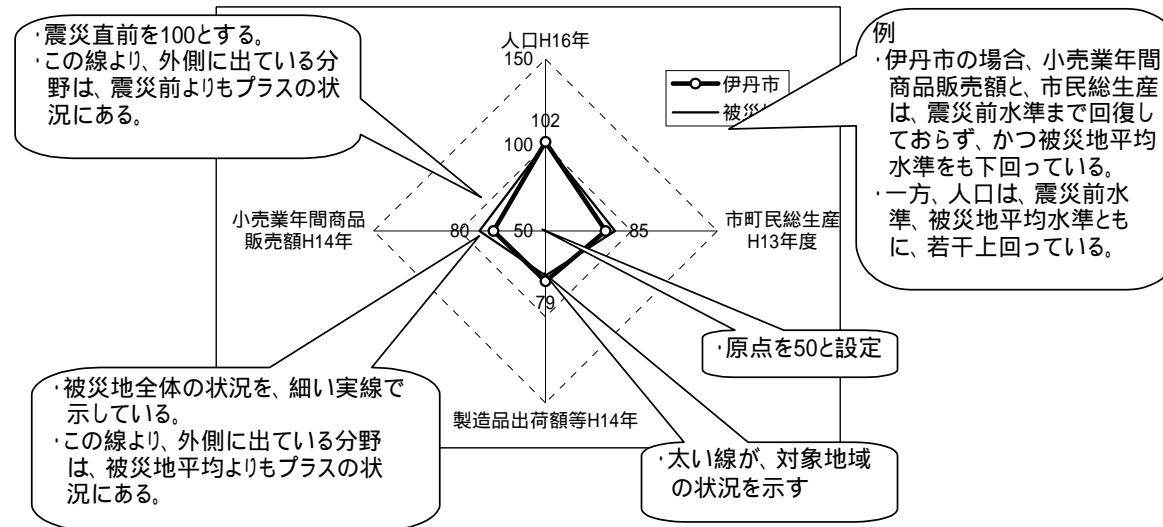 ・震災直前を100とする。
・この線より、外側に出ている分
野は、震災前よりもプラスの状
況にある。
人口H16年
150
伊丹市
被災
102
100
例
・伊丹市の場合、小売業年間
商品販売額と、市民総生産
は、震災前水準まで回復し
ておらず、かつ被災地平均
水準をも下回っている。
・一方、人口は、震災前水
準、被災地平均水準とも
に、若干上回っている。
小売業年間商品
販売額H14年
80
50
85
市町民総生産
H13年度
79
・原点を50と設定
・被災地全体の状況を、細い実線で
示している。
・この線より、外側に出ている分野
は、被災地平均よりもプラスの状
況にある。
製造品出荷額等H14年
・太い線が、対象地域
の状況を示す